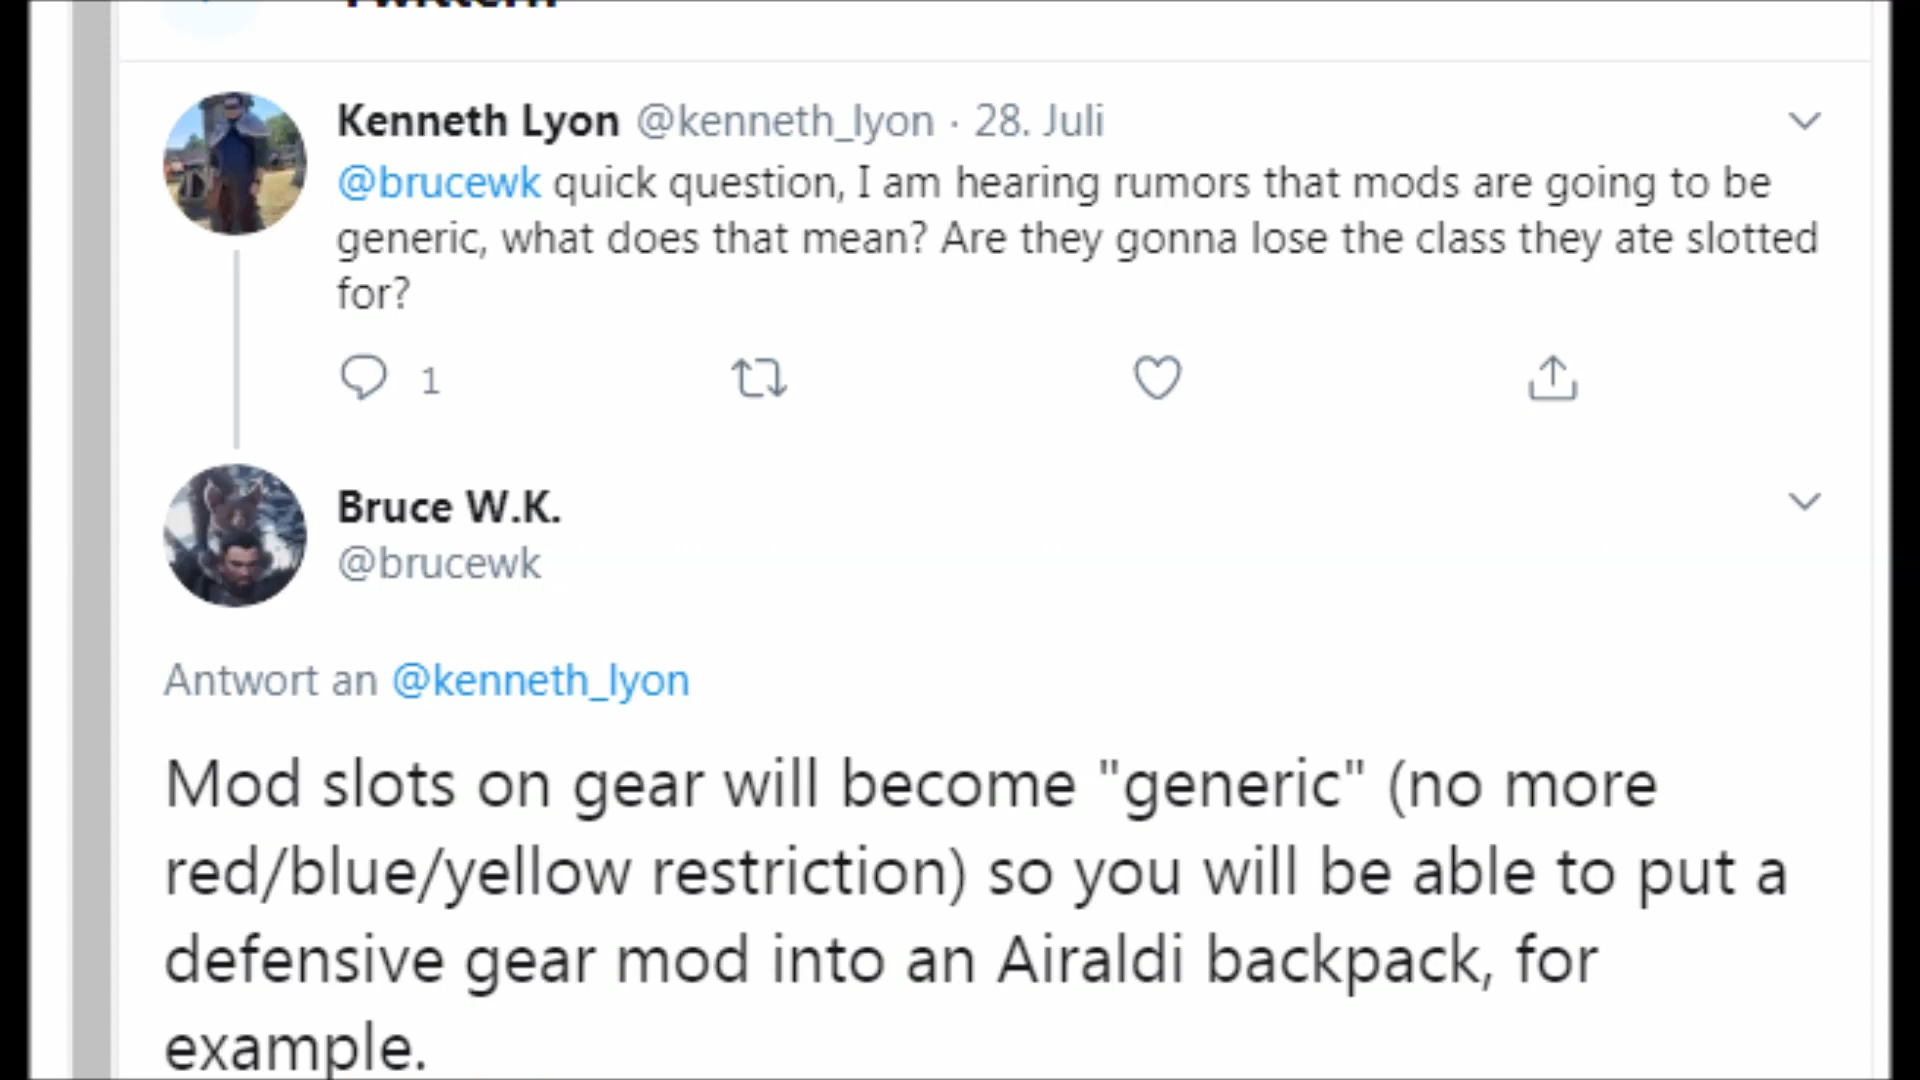 Kenneth Lyon @kenneth_lyon · 28. Juli
@brucewk quick question, I am hearing rumors that mods are going to be
generic, what does that mean? Are they gonna lose the class they ate slotted
for?
1
Bruce W.K.
@brucewk
Antwort an @kenneth_lyon
Mod slots on gear will become "generic" (no more
red/blue/yellow restriction) so you will be able to put a
defensive gear mod into an Airaldi backpack, for
example.